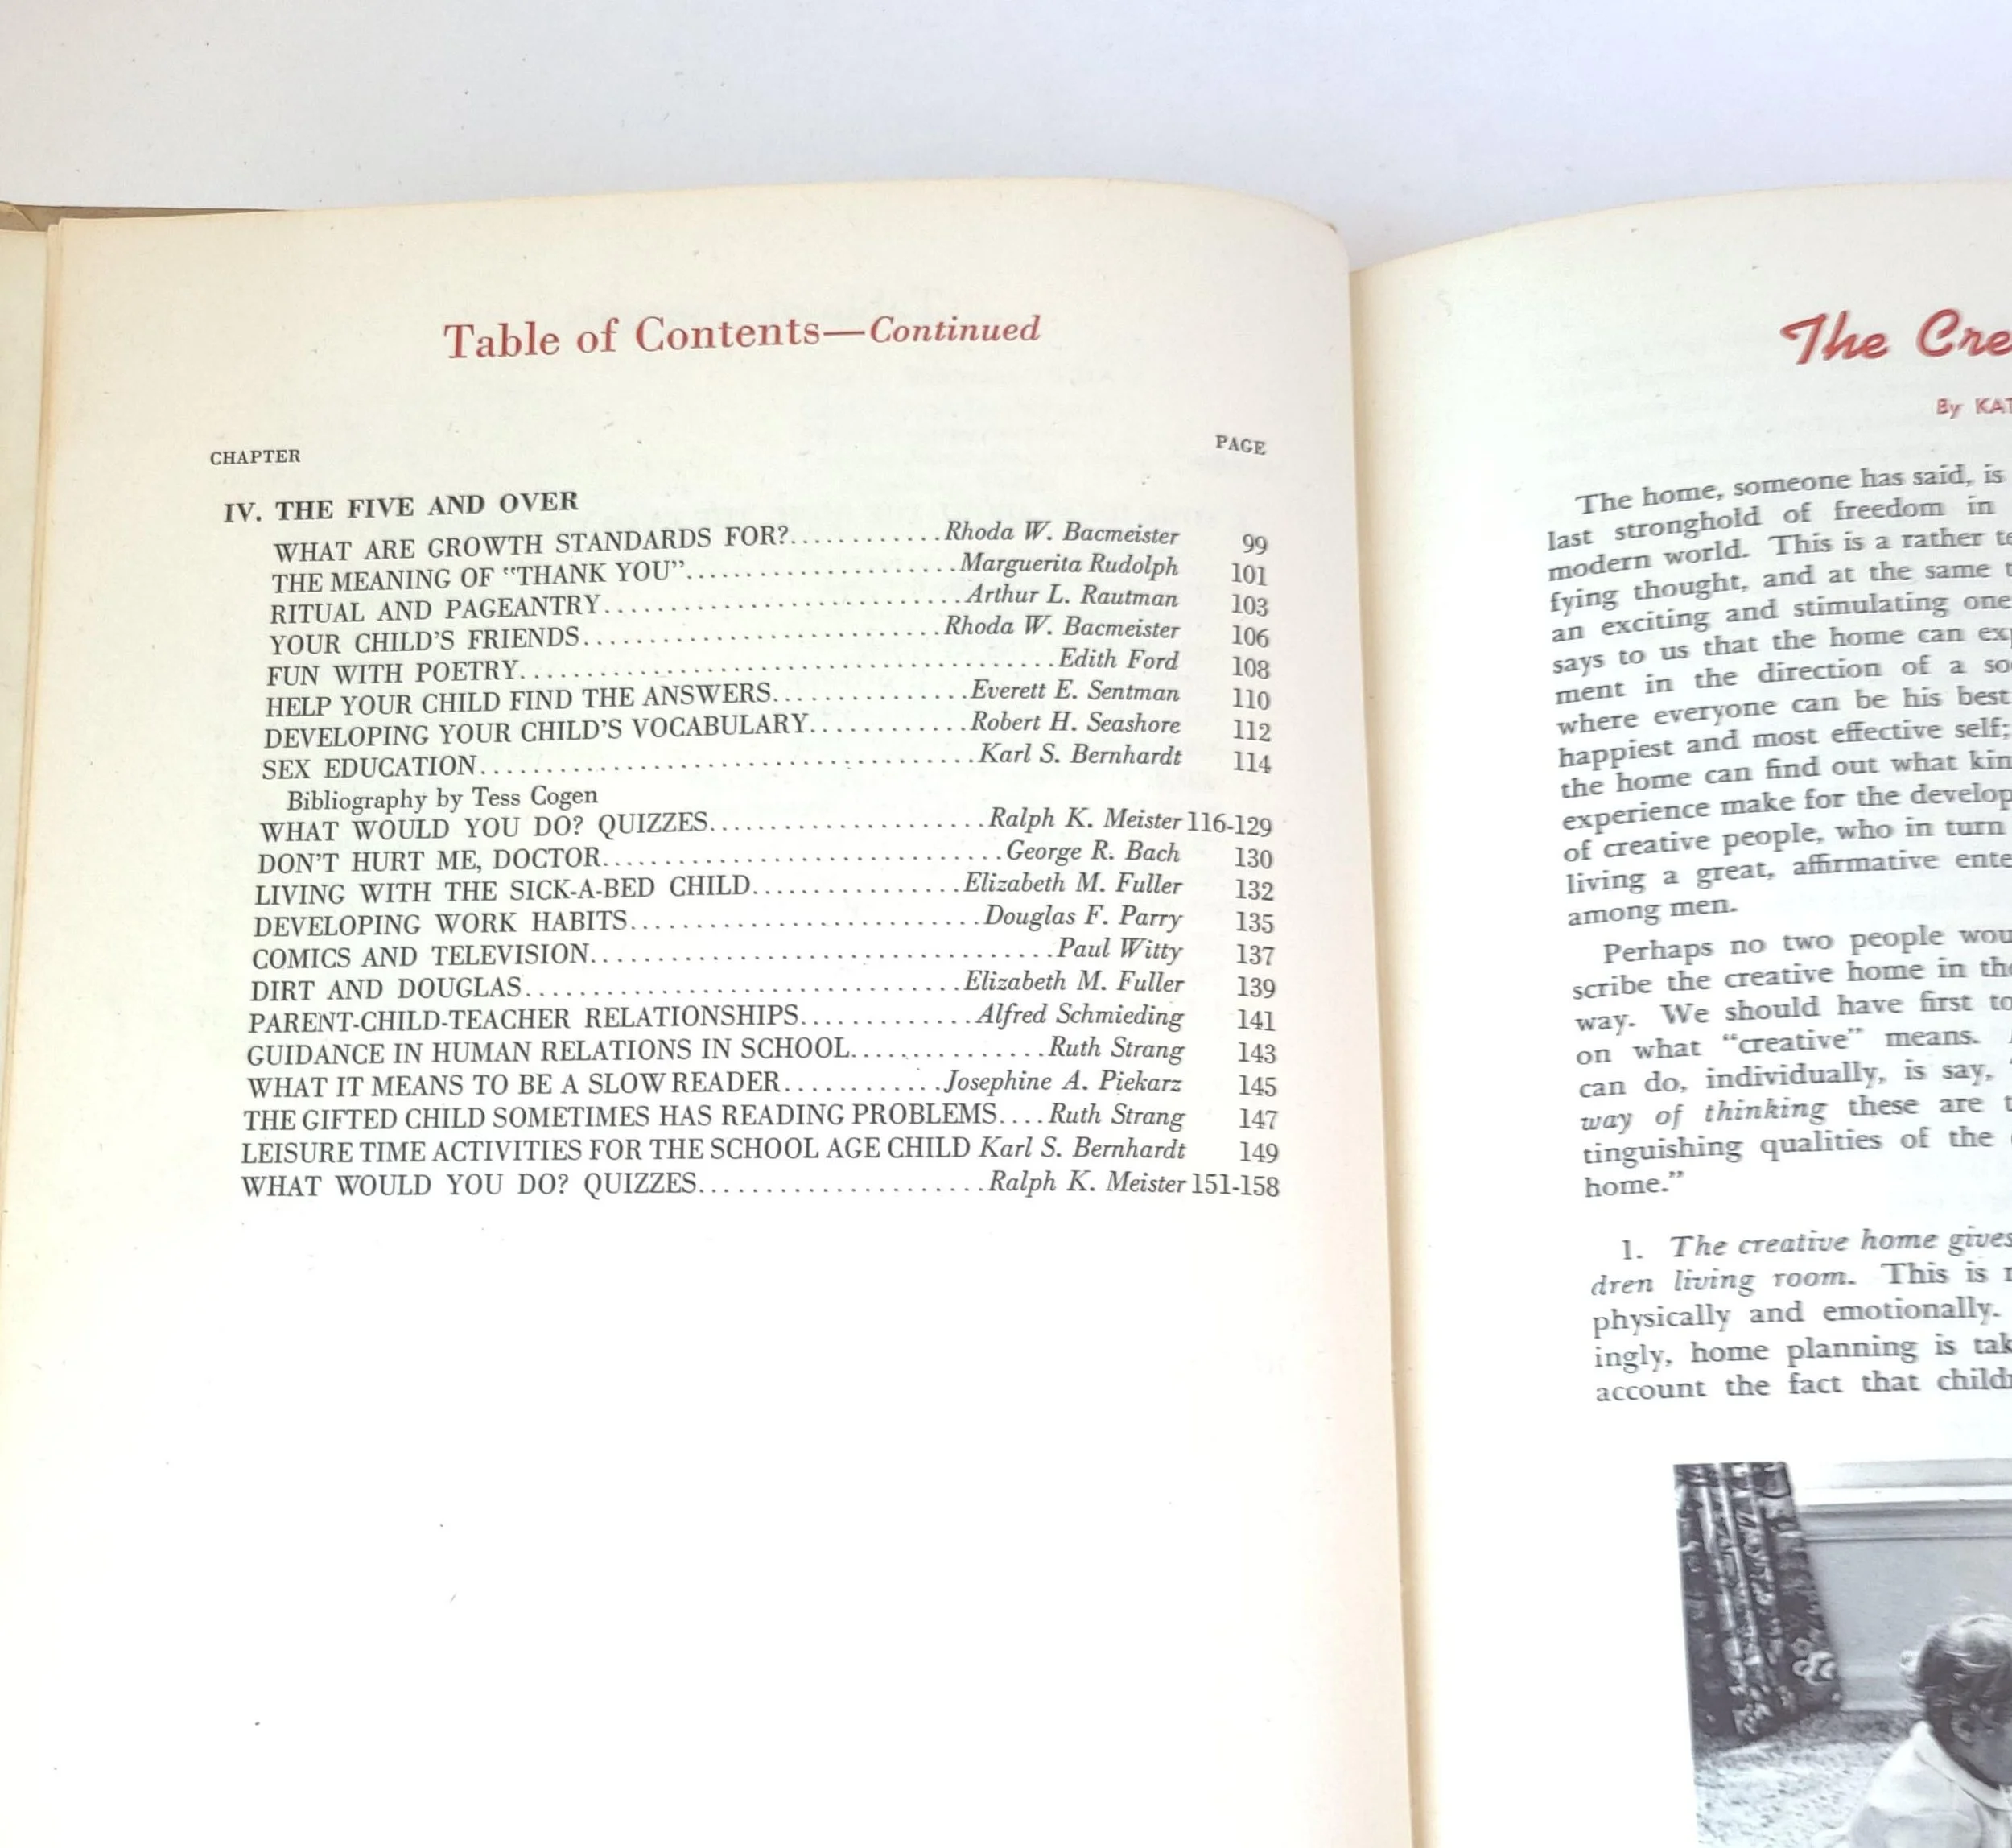 Table of Contents—Continued
CHAPTER PAGE
IV. THE FIVE AND OVER
WHAT ARE GROWTH STANDARDS FOR?............Rhoda W. Bacmeister 99
THE MEANING OF “THANK YOU”.....................Marguerita Rudolph 101
RITUAL AND PAGEANTRY...........................Arthur L. Rautman 103
YOUR CHILD’S FRIENDS...........................Rhoda W. Bacmeister 106
FUN WITH POETRY........................................Edith Ford 108
HELP YOUR CHILD FIND THE ANSWERS...............Everett E. Sentman 110
DEVELOPING YOUR CHILD’S VOCABULARY............Robert H. Seashore 112
SEX EDUCATION......................................Karl S. Bernhardt 114
Bibliography by Tess Cogen
WHAT WOULD YOU DO? QUIZZES.....................Ralph K. Meister 116-129
DON’T HURT ME, DOCTOR..............................George R. Bach 130
LIVING WITH THE SICK-A-BED CHILD................Elizabeth M. Fuller 132
DEVELOPING WORK HABITS...........................Douglas F. Parry 135
COMICS AND TELEVISION...................................Paul Witty 137
DIRT AND DOUGLAS.................................Elizabeth M. Fuller 139
PARENT-CHILD-TEACHER RELATIONSHIPS.............Alfred Schmieding 141
GUIDANCE IN HUMAN RELATIONS IN SCHOOL...............Ruth Strang 143
WHAT IT MEANS TO BE A SLOW READER............Josephine A. Piekarz 145
THE GIFTED CHILD SOMETIMES HAS READING PROBLEMS....Ruth Strang 147
LEISURE TIME ACTIVITIES FOR THE SCHOOL AGE CHILD Karl S. Bernhardt 149
WHAT WOULD YOU DO? QUIZZES......................Ralph K. Meister 151-158
The
By
The home, someone has said, is
last stronghold of freedom in
modern world. This is a rather
fying thought, and at the same
an exciting and stimulating one
says to us that the home can
ment in the direction of a
where everyone can be his best
happiest and most effective self;
the home can find out what
experience make for the
of creative people, who in turn
living a great, affirmative
among men.
Perhaps no two people
scribe the creative home in
way. We should have first
on what “creative” means.
can do, individually, is say,
way of thinking these are
tinguishing qualities of the
home.”
1. The creative home gives
dren living room. This is
physically and emotionally.
ingly, home planning is
account the fact that